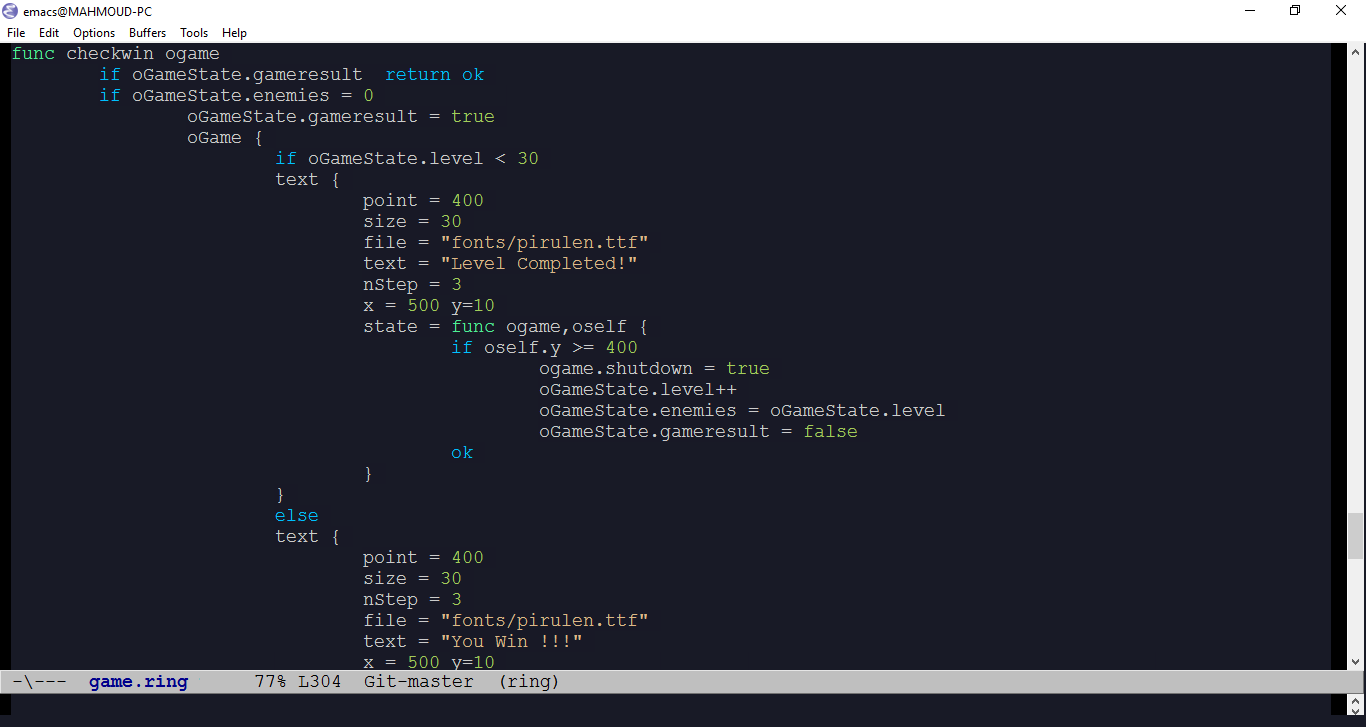 emacs@MAHMOUD-PC
File Edit Options Buffers Tools Help
func checkwin ogame
        if oGameState.gameresult  return ok
        if oGameState.enemies = 0
                oGameState.gameresult = true
                oGame {
                        if oGameState.level < 30
                        text {
                                point = 400
                                size = 30
                                file = "fonts/pirulen.ttf"
                                text = "Level Completed!"
                                nStep = 3
                                x = 500 y=10
                                state = func ogame,oself {
                                        if oself.y >= 400
                                                ogame.shutdown = true
                                                oGameState.level++
                                                oGameState.enemies = oGameState.level
                                                oGameState.gameresult = false
                                        ok
                                }
                        }
                        else
                        text {
                                point = 400
                                size = 30
                                nStep = 3
                                file = "fonts/pirulen.ttf"
                                text = "You Win !!!"
                                x = 500 y=10
-\---  game.ring      77% L304  Git-master  (ring)